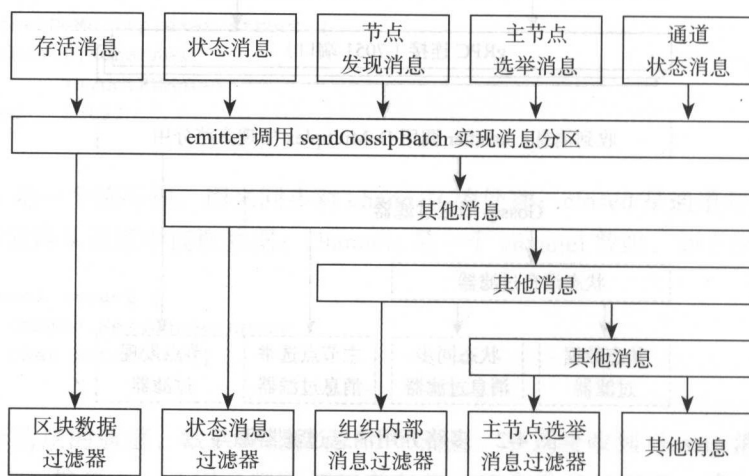 存活消息
状态消息
节点
发现消息
主节点
选举消息
通道
状态消息
emitter 调用 sendGossipBatch 实现消息分区
其他消息
其他消息
其他消息
区块数据
过滤器
状态消息
过滤器
组织内部
消息过滤器
主节点选举
消息过滤器
其他消息